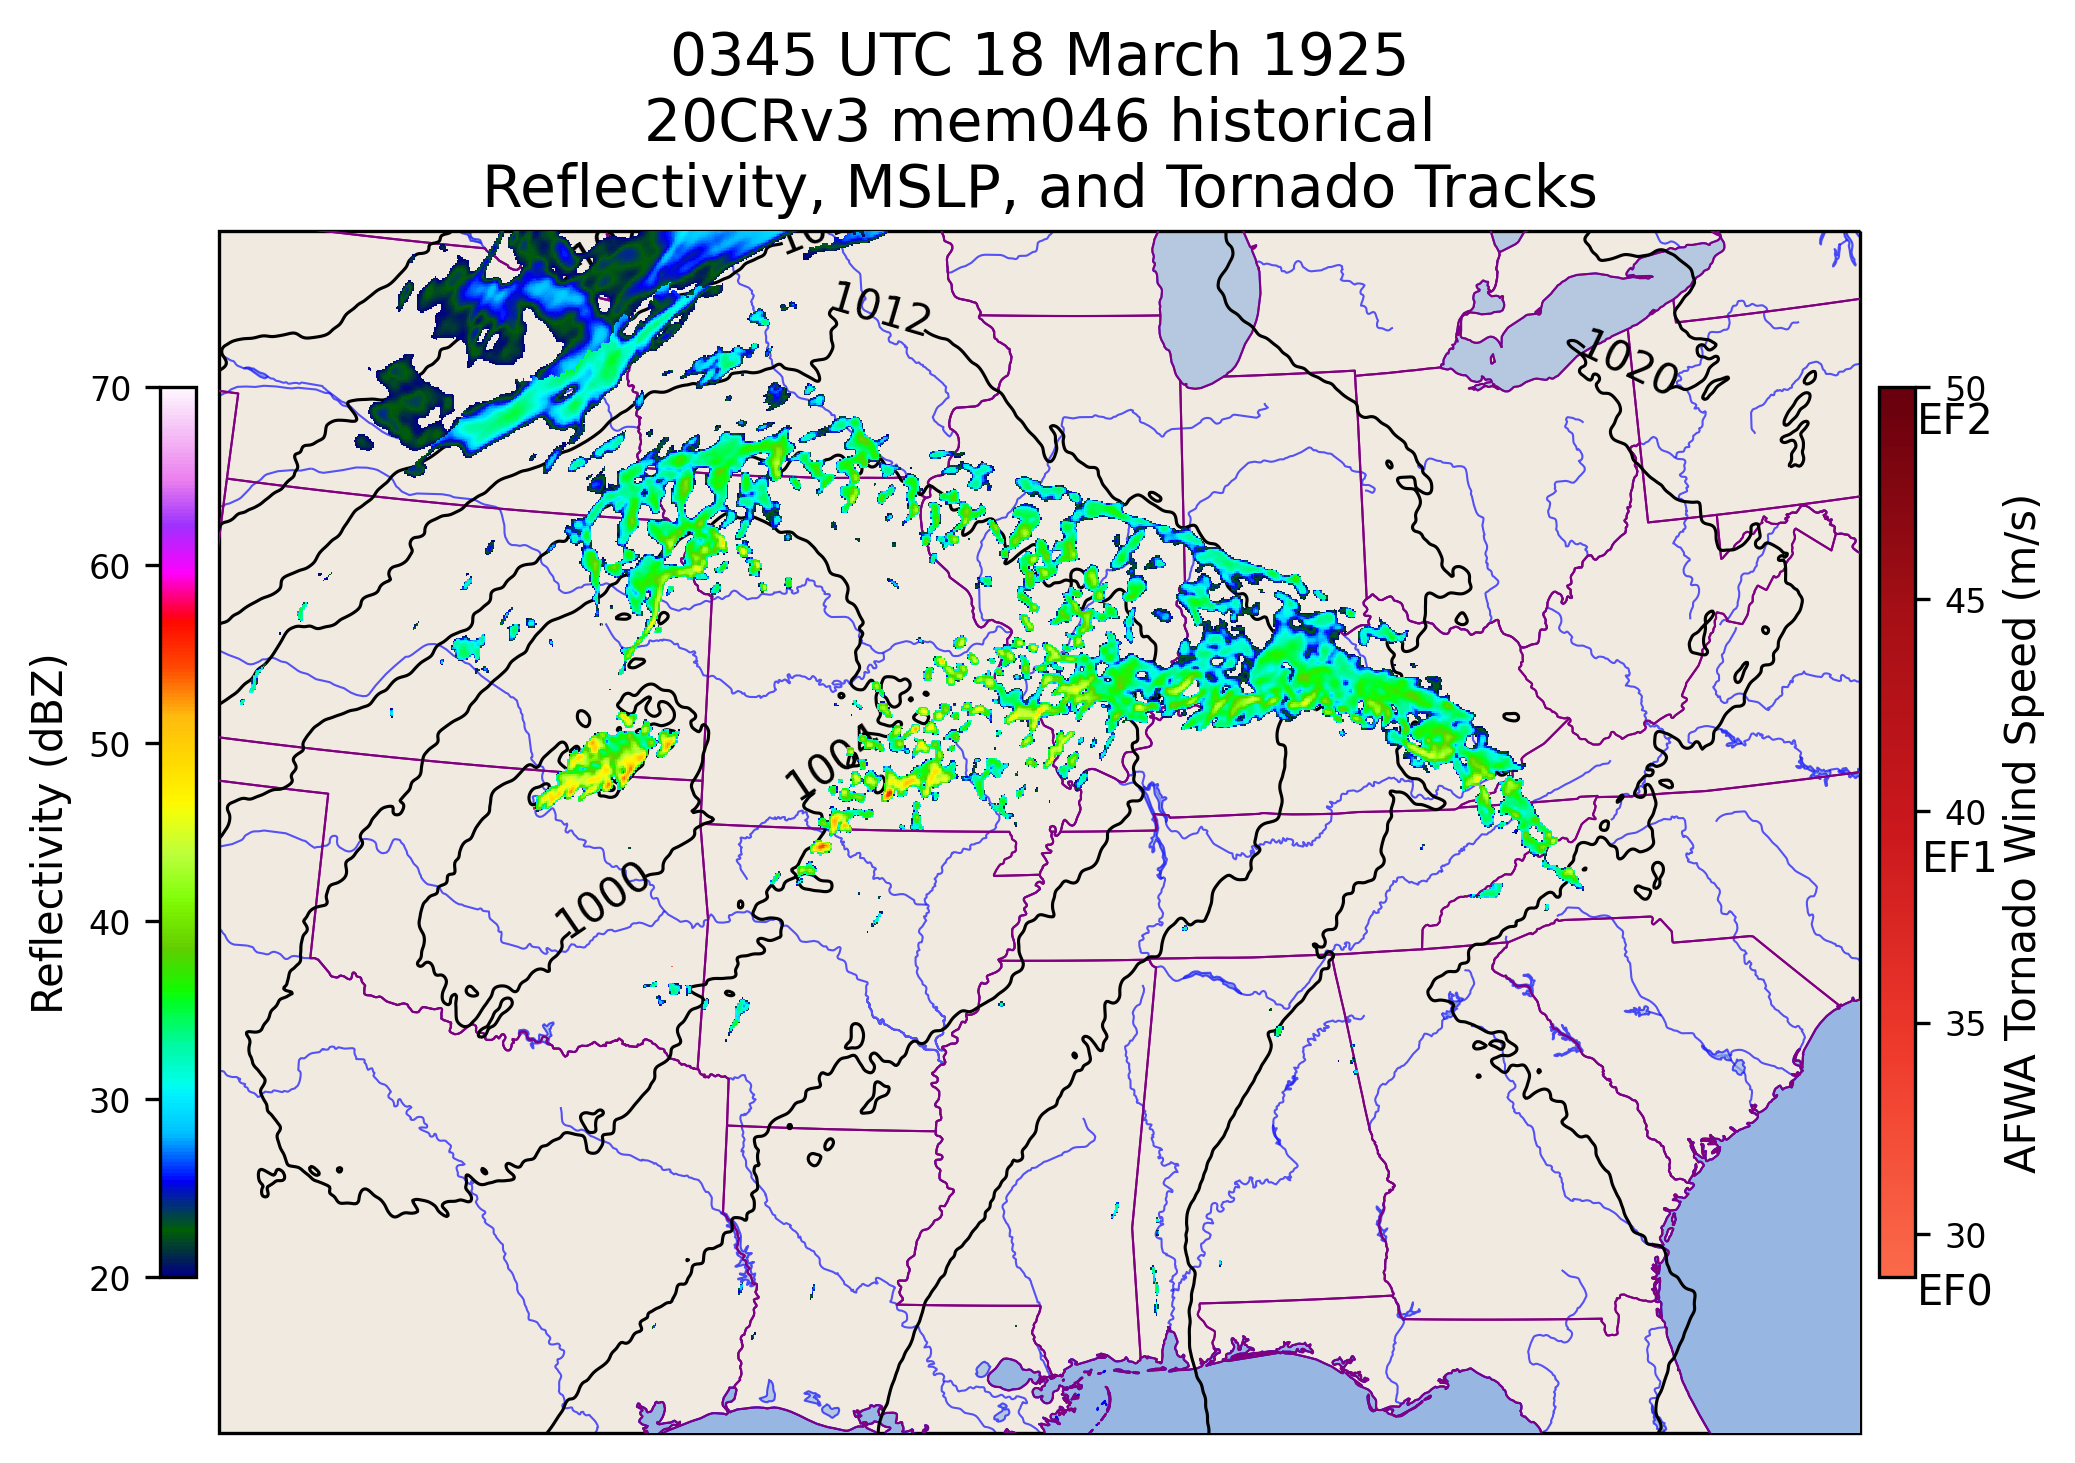 0345 UTC 18 March 1925
20CRv3 mem046 historical
Reflectivity, MSLP, and Tornado Tracks
1012
1020
1004
1000
70
60
50
40
30
20
Reflectivity (dBZ)
50
EF2
45
40
EF1
35
30
EF0
AFWA Tornado Wind Speed (m/s)